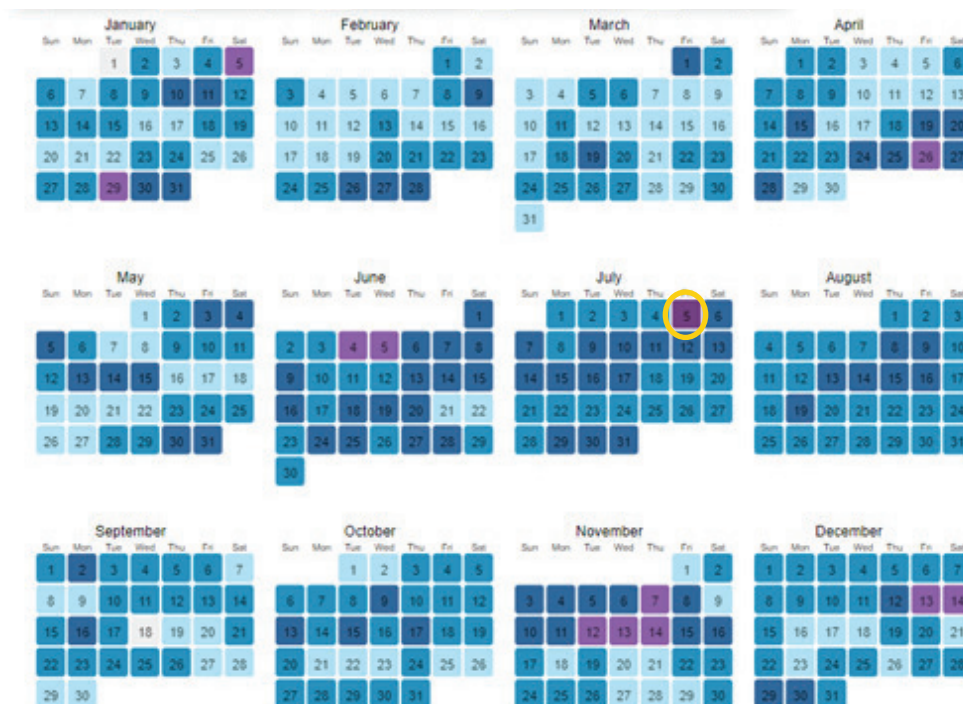 January
Sun Mon Tue Wed Thu Fri Sat
1 2 3 4 5
6 7 8 9 10 11 12
13 14 15 16 17 18 19
20 21 22 23 24 25 26
27 28 29 30 31
February
Sun Mon Tue Wed Thu Fri Sat
1 2
3 4 5 6 7 8 9
10 11 12 13 14 15 16
17 18 19 20 21 22 23
24 25 26 27 28
March
Sun Mon Tue Wed Thu Fri Sat
1 2
3 4 5 6 7 8 9
10 11 12 13 14 15 16
17 18 19 20 21 22 23
24 25 26 27 28 29 30
31
April
Sun Mon Tue Wed Thu Fri Sat
1 2 3 4 5 6
7 8 9 10 11 12 13
14 15 16 17 18 19 20
21 22 23 24 25 26 27
28 29 30
May
Sun Mon Tue Wed Thu Fri Sat
1 2 3 4
5 6 7 8 9 10 11
12 13 14 15 16 17 18
19 20 21 22 23 24 25
26 27 28 29 30 31
June
Sun Mon Tue Wed Thu Fri Sat
1
2 3 4 5 6 7 8
9 10 11 12 13 14 15
16 17 18 19 20 21 22
23 24 25 26 27 28 29
30
July
Sun Mon Tue Wed Thu Fri Sat
1 2 3 4 5 6
7 8 9 10 11 12 13
14 15 16 17 18 19 20
21 22 23 24 25 26 27
28 29 30 31
August
Sun Mon Tue Wed Thu Fri Sat
1 2 3
4 5 6 7 8 9 10
11 12 13 14 15 16 17
18 19 20 21 22 23 24
25 26 27 28 29 30 31
September
Sun Mon Tue Wed Thu Fri Sat
1 2 3 4 5 6 7
8 9 10 11 12 13 14
15 16 17 18 19 20 21
22 23 24 25 26 27 28
29 30
October
Sun Mon Tue Wed Thu Fri Sat
1 2 3 4 5
6 7 8 9 10 11 12
13 14 15 16 17 18 19
20 21 22 23 24 25 26
27 28 29 30 31
November
Sun Mon Tue Wed Thu Fri Sat
1 2
3 4 5 6 7 8 9
10 11 12 13 14 15 16
17 18 19 20 21 22 23
24 25 26 27 28 29 30
December
Sun Mon Tue Wed Thu Fri Sat
1 2 3 4 5 6 7
8 9 10 11 12 13 14
15 16 17 18 19 20 21
22 23 24 25 26 27 28
29 30 31